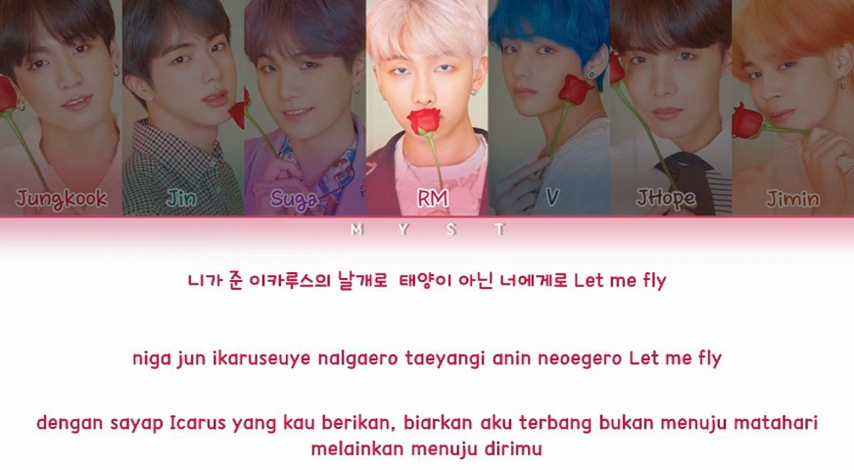 Jungkook Jin Suga RM V JHope Jimin
M Y S T
니가 준 이카루스의 날개로 태양이 아닌 너에게로 Let me fly
niga jun ikaruseuye nalgaero taeyangi anin neoegero Let me fly
dengan sayap Icarus yang kau berikan, biarkan aku terbang bukan menuju matahari
melainkan menuju dirimu